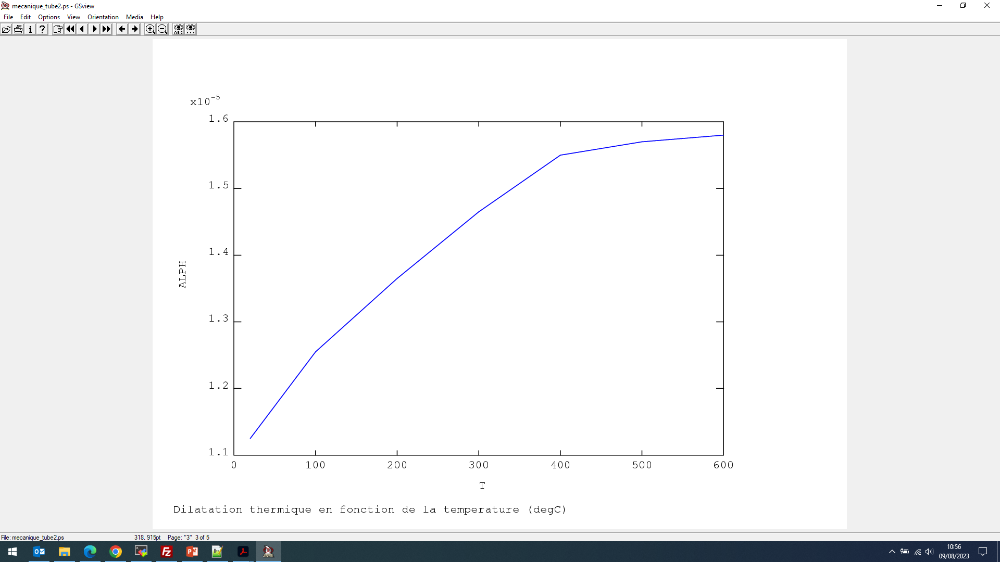 mecanique_tube2.ps - GSview
File Edit Options View Orientation Media Help
ABC
x10-5
1.6
1.5
1.4
1.3
1.2
1.1
ALPH
0 100 200 300 400 500 600
T
Dilatation thermique en fonction de la temperature (degC)
File: mecanique_tube2.ps 318, 915pt Page: "3" 3 of 5
10:56
09/08/2023